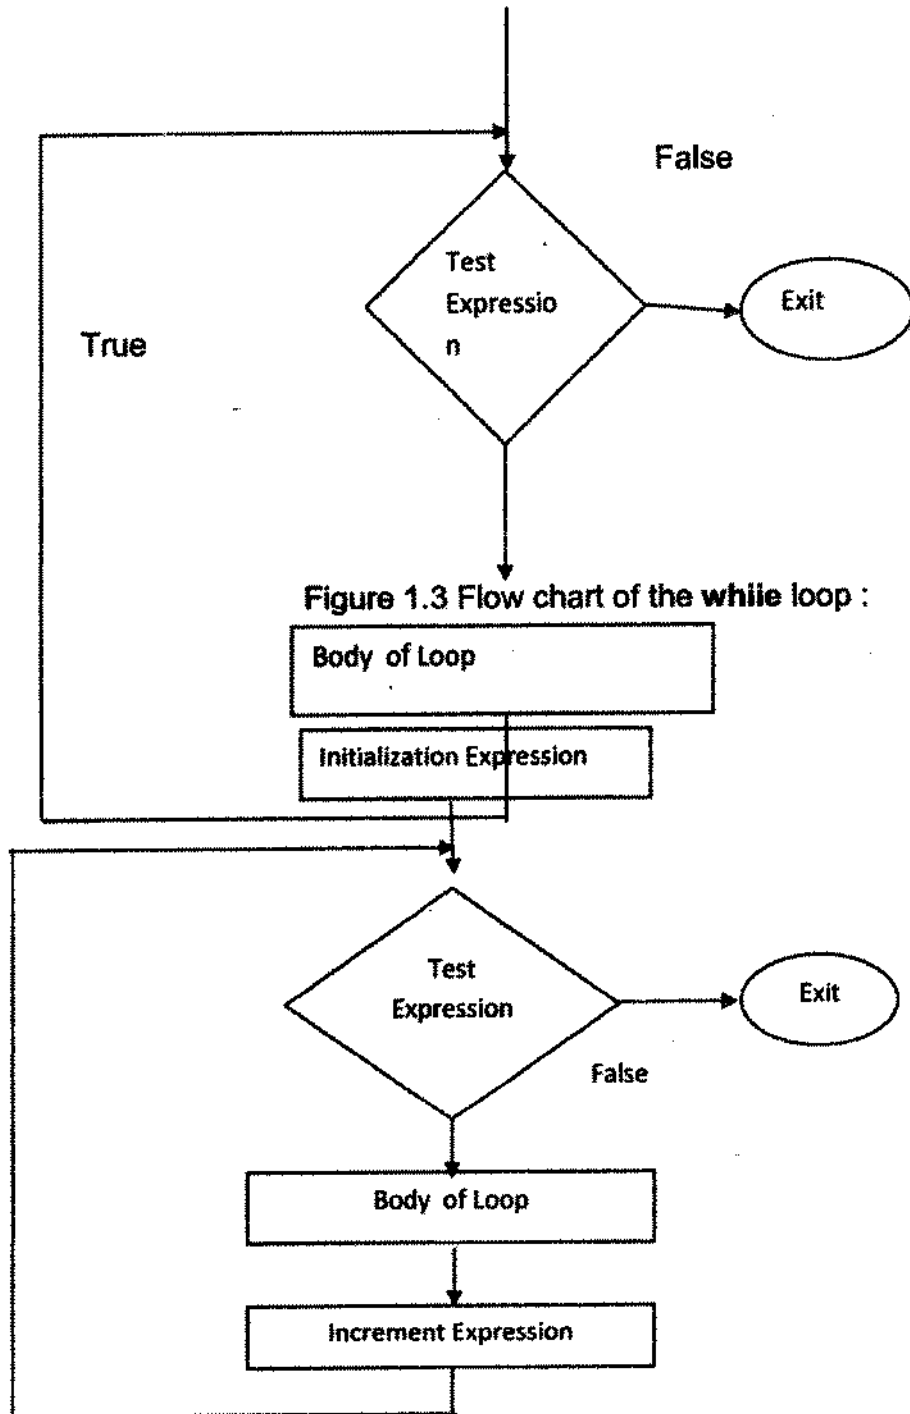 False
Test
Expressio
n
Exit
True
Figure 1.3 Flow chart of the while loop :
Body of Loop
Initialization Expression
Test
Expression
Exit
False
Body of Loop
Increment Expression